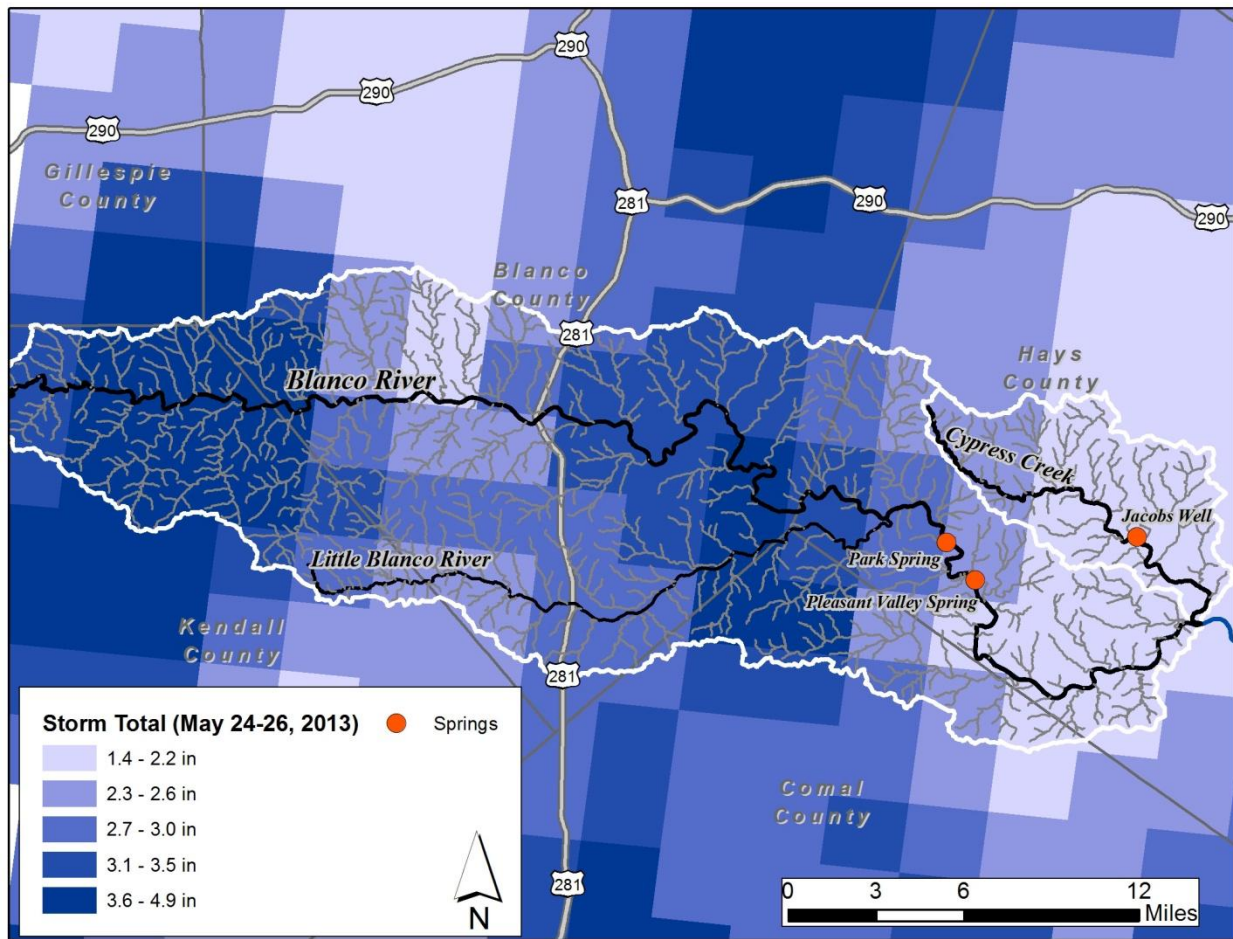 290
290
290
Gillespie
County
281
290
290
Blanco
County
281
Hays
County
Blanco River
Cypress Creek
Jacobs Well
Park Spring
Little Blanco River
Pleasant Valley Spring
Kendall
County
281
Storm Total (May 24-26, 2013)
Springs
1.4 - 2.2 in
2.3 - 2.6 in
2.7 - 3.0 in
3.1 - 3.5 in
3.6 - 4.9 in
N
281
Comal
County
0 3 6 12
Miles